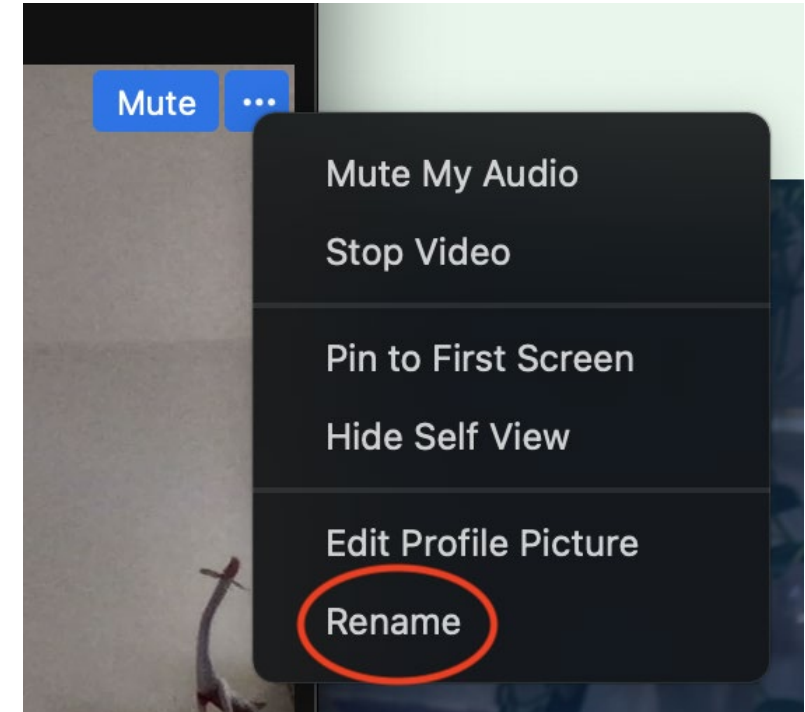 Mute ...
Mute My Audio
Stop Video
Pin to First Screen
Hide Self View
Edit Profile Picture
Rename